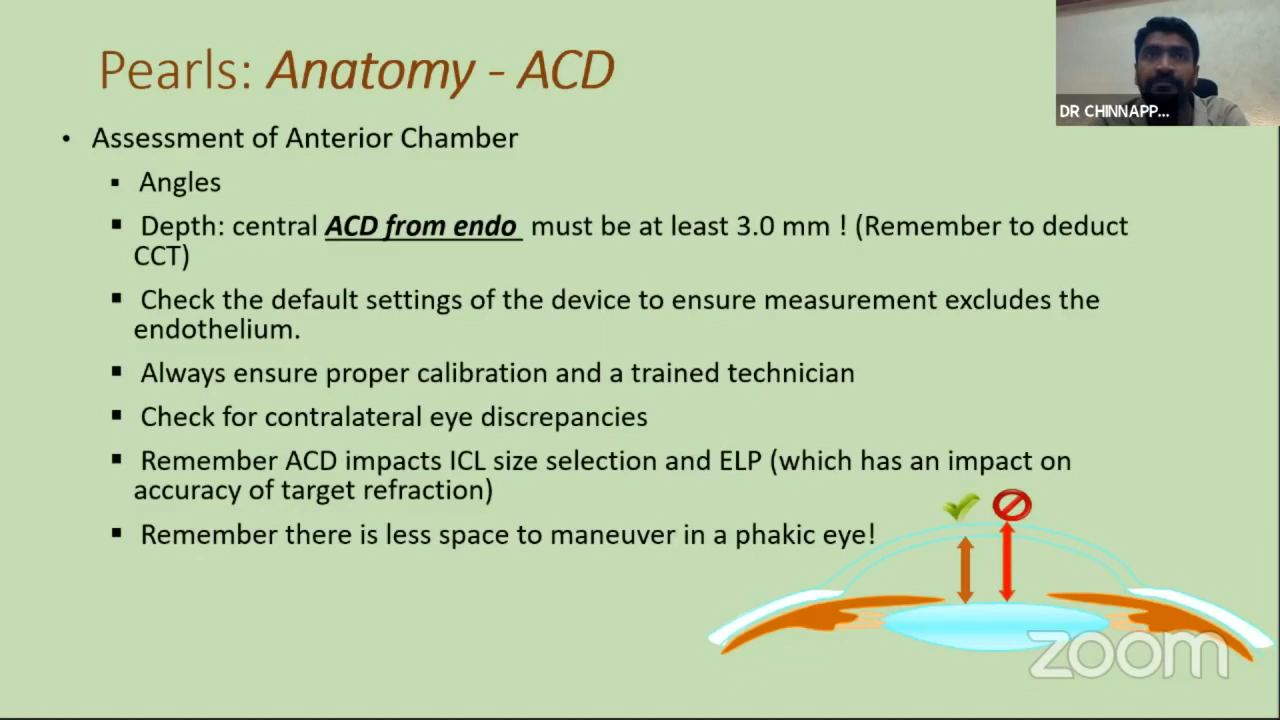 Pearls: Anatomy - ACD
DR CHINNAPP...
• Assessment of Anterior Chamber
▪ Angles
▪ Depth: central ACD from endo must be at least 3.0 mm ! (Remember to deduct
CCT)
▪ Check the default settings of the device to ensure measurement excludes the
endothelium.
▪ Always ensure proper calibration and a trained technician
▪ Check for contralateral eye discrepancies
▪ Remember ACD impacts ICL size selection and ELP (which has an impact on
accuracy of target refraction)
▪ Remember there is less space to maneuver in a phakic eye!
zoom